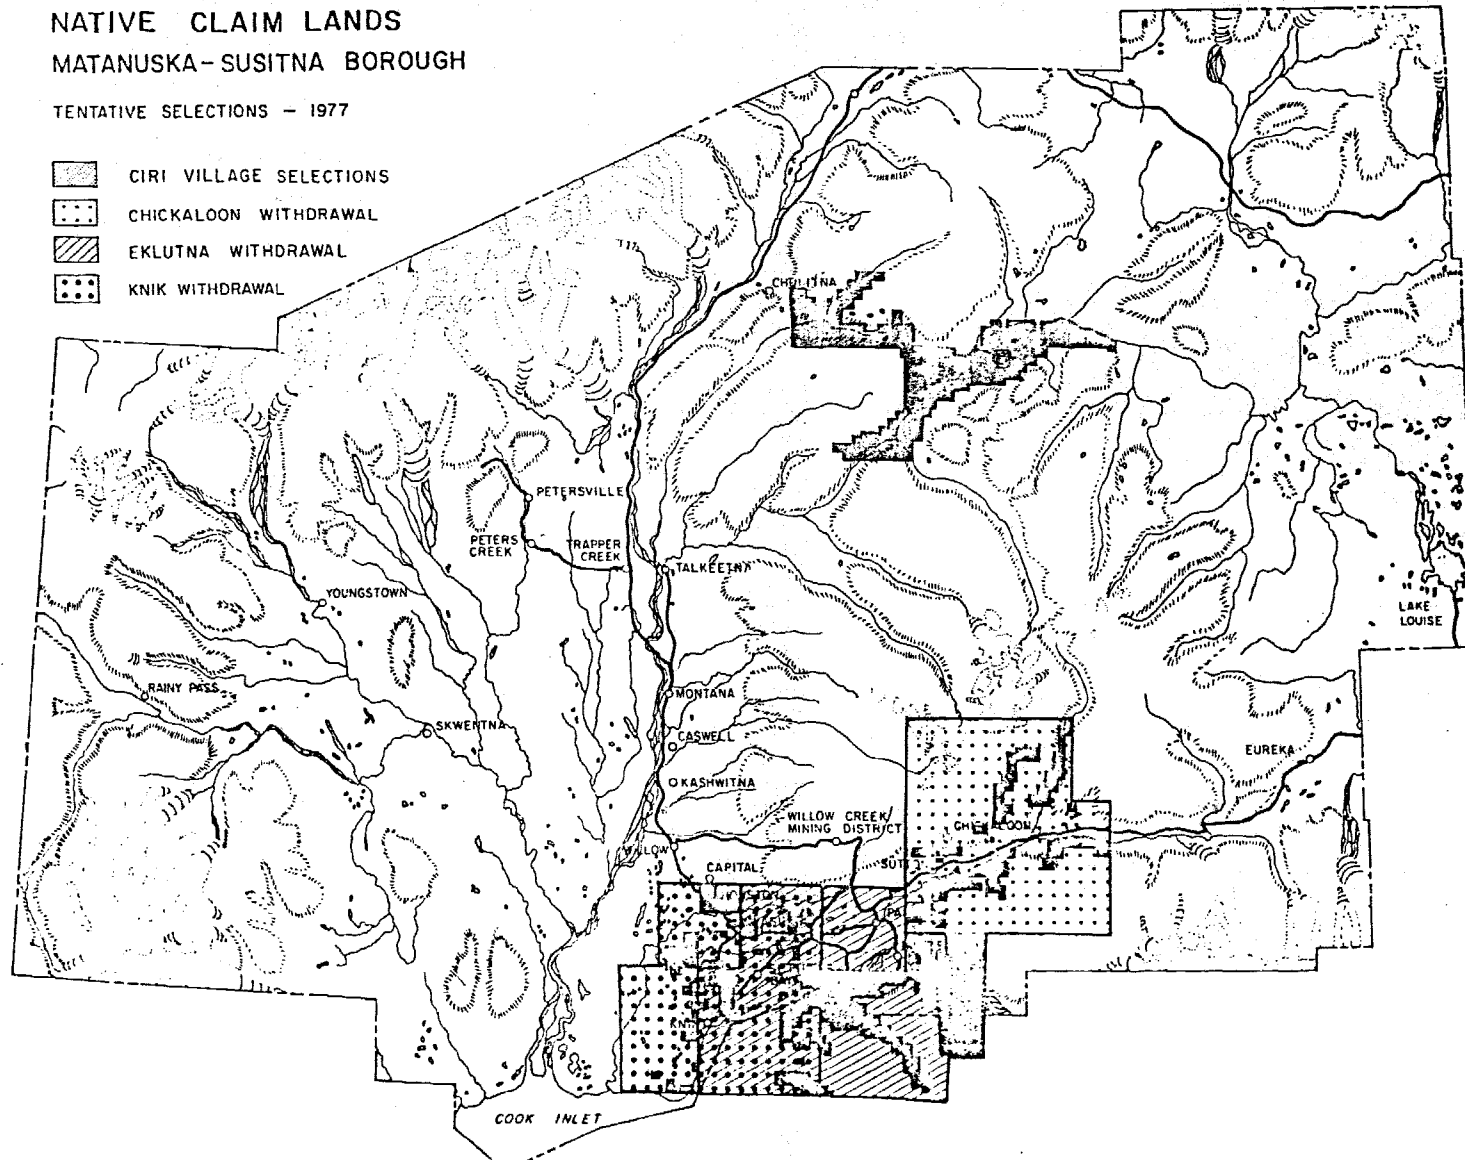 NATIVE CLAIM LANDS
MATANUSKA-SUSITNA BOROUGH
TENTATIVE SELECTIONS - 1977
CIRI VILLAGE SELECTIONS
CHICKALOON WITHDRAWAL
EKLUTNA WITHDRAWAL
KNIK WITHDRAWAL
CHULITNA
PETERSVILLE
PETERS
CREEK
TRAPPER
CREEK
TALKEETNA
YOUNGSTOWN
LAKE
LOUISE
RAINY PASS
MONTANA
SKWENTNA
CASWELL
EUREKA
KASHWITNA
WILLOW CREEK/
MINING DISTRICT
CAPITAL
COOK INLET